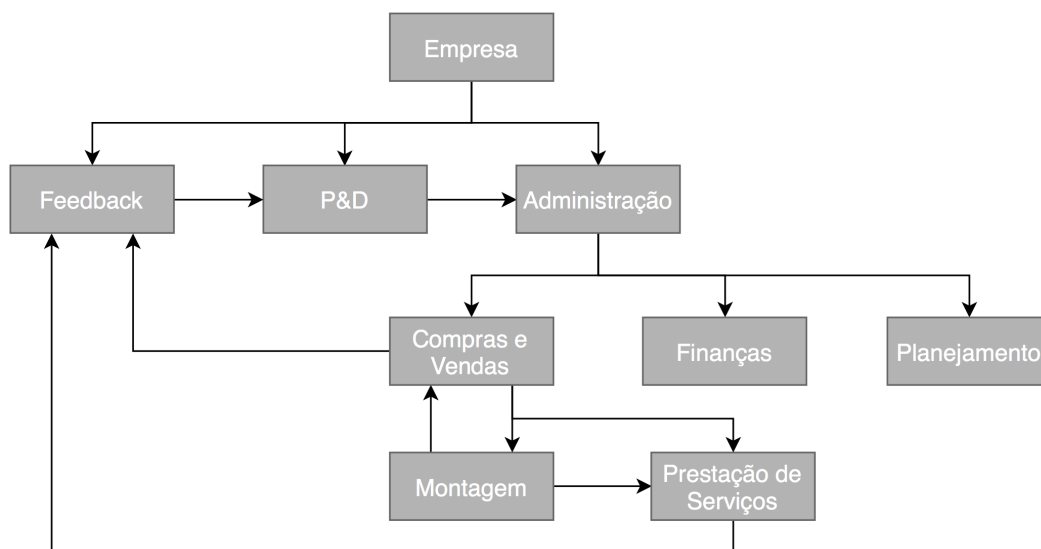 Empresa
Feedback
P&D
Administração
Compras e
Vendas
Finanças
Planejamento
Montagem
Prestação de
Serviços